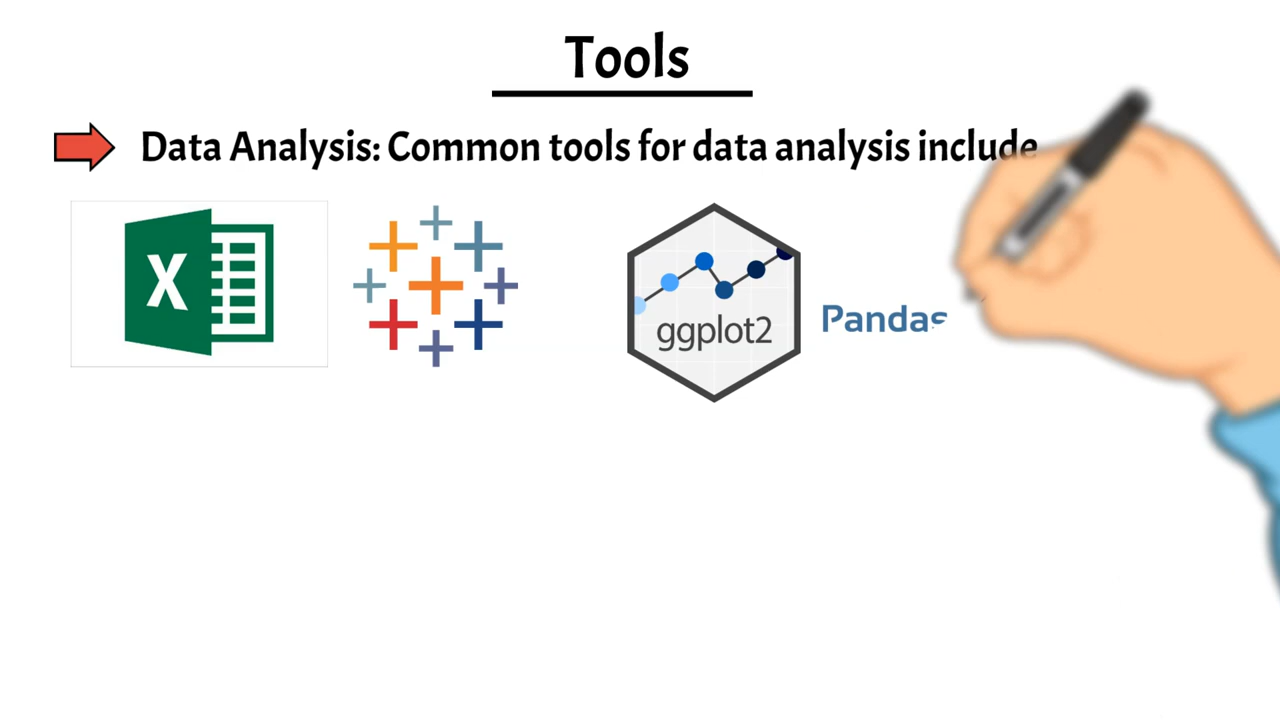 Tools
Data Analysis: Common tools for data analysis include
X
ggplot2
Pandas